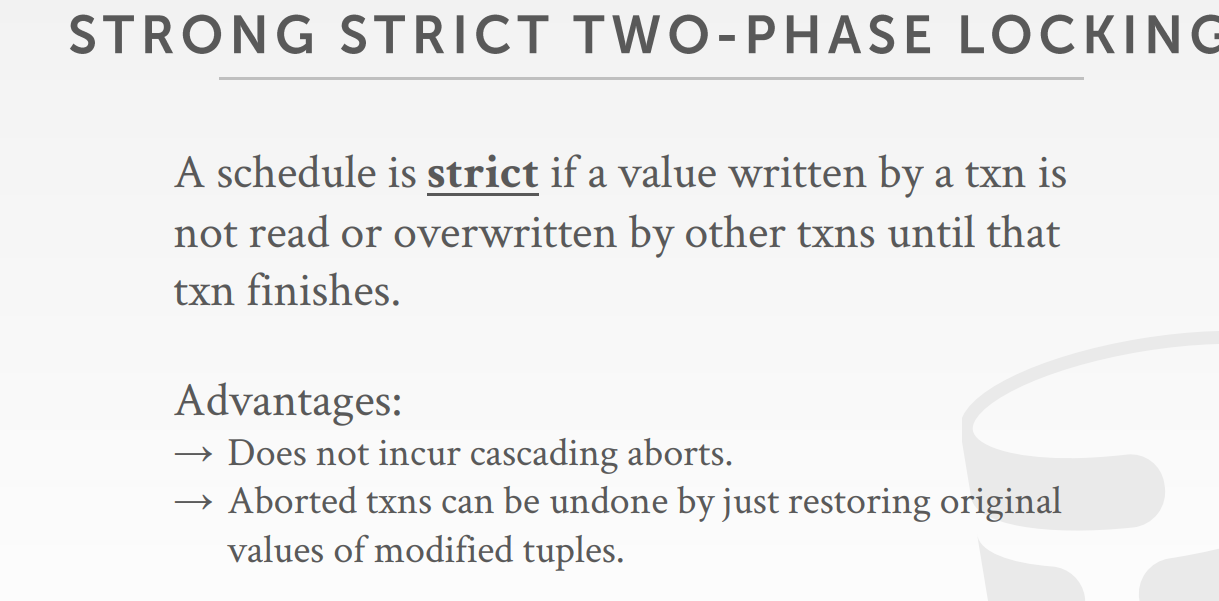 STRONG STRICT TWO-PHASE LOCKING
A schedule is strict if a value written by a txn is
not read or overwritten by other txns until that
txn finishes.
Advantages:
→ Does not incur cascading aborts.
→ Aborted txns can be undone by just restoring original
values of modified tuples.